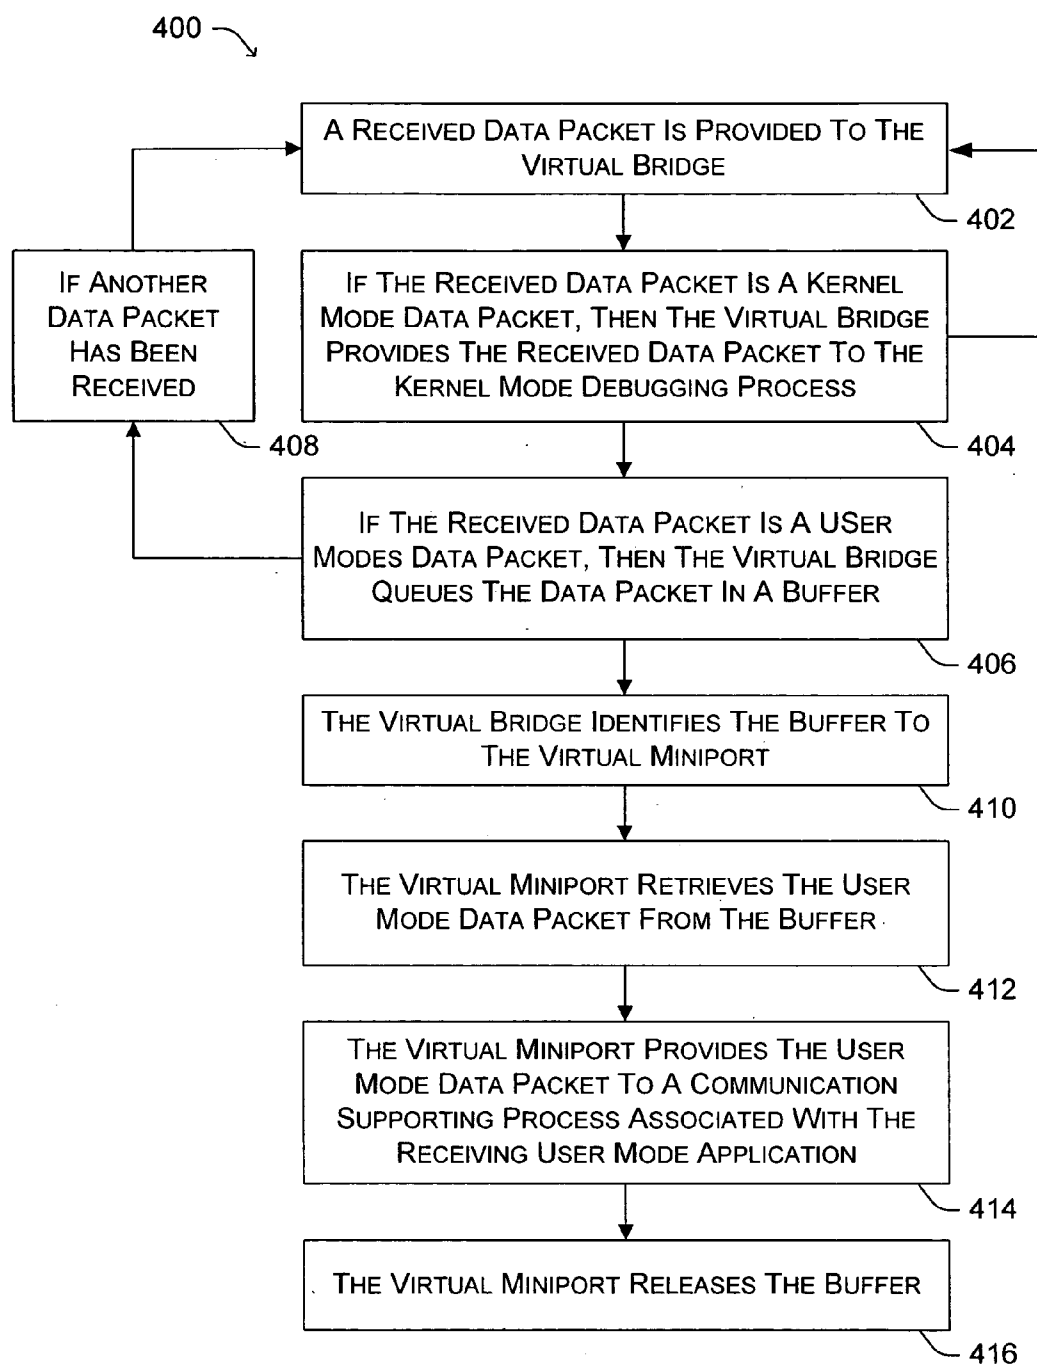 400
A RECEIVED DATA PACKET IS PROVIDED TO THE
VIRTUAL BRIDGE
402
IF ANOTHER
DATA PACKET
HAS BEEN
RECEIVED
408
IF THE RECEIVED DATA PACKET IS A KERNEL
MODE DATA PACKET, THEN THE VIRTUAL BRIDGE
PROVIDES THE RECEIVED DATA PACKET TO THE
KERNEL MODE DEBUGGING PROCESS
404
IF THE RECEIVED DATA PACKET IS A USER
MODES DATA PACKET, THEN THE VIRTUAL BRIDGE
QUEUES THE DATA PACKET IN A BUFFER
406
THE VIRTUAL BRIDGE IDENTIFIES THE BUFFER TO
THE VIRTUAL MINIPORT
410
THE VIRTUAL MINIPORT RETRIEVES THE USER
MODE DATA PACKET FROM THE BUFFER
412
THE VIRTUAL MINIPORT PROVIDES THE USER
MODE DATA PACKET TO A COMMUNICATION
SUPPORTING PROCESS ASSOCIATED WITH THE
RECEIVING USER MODE APPLICATION
414
THE VIRTUAL MINIPORT RELEASES THE BUFFER
416